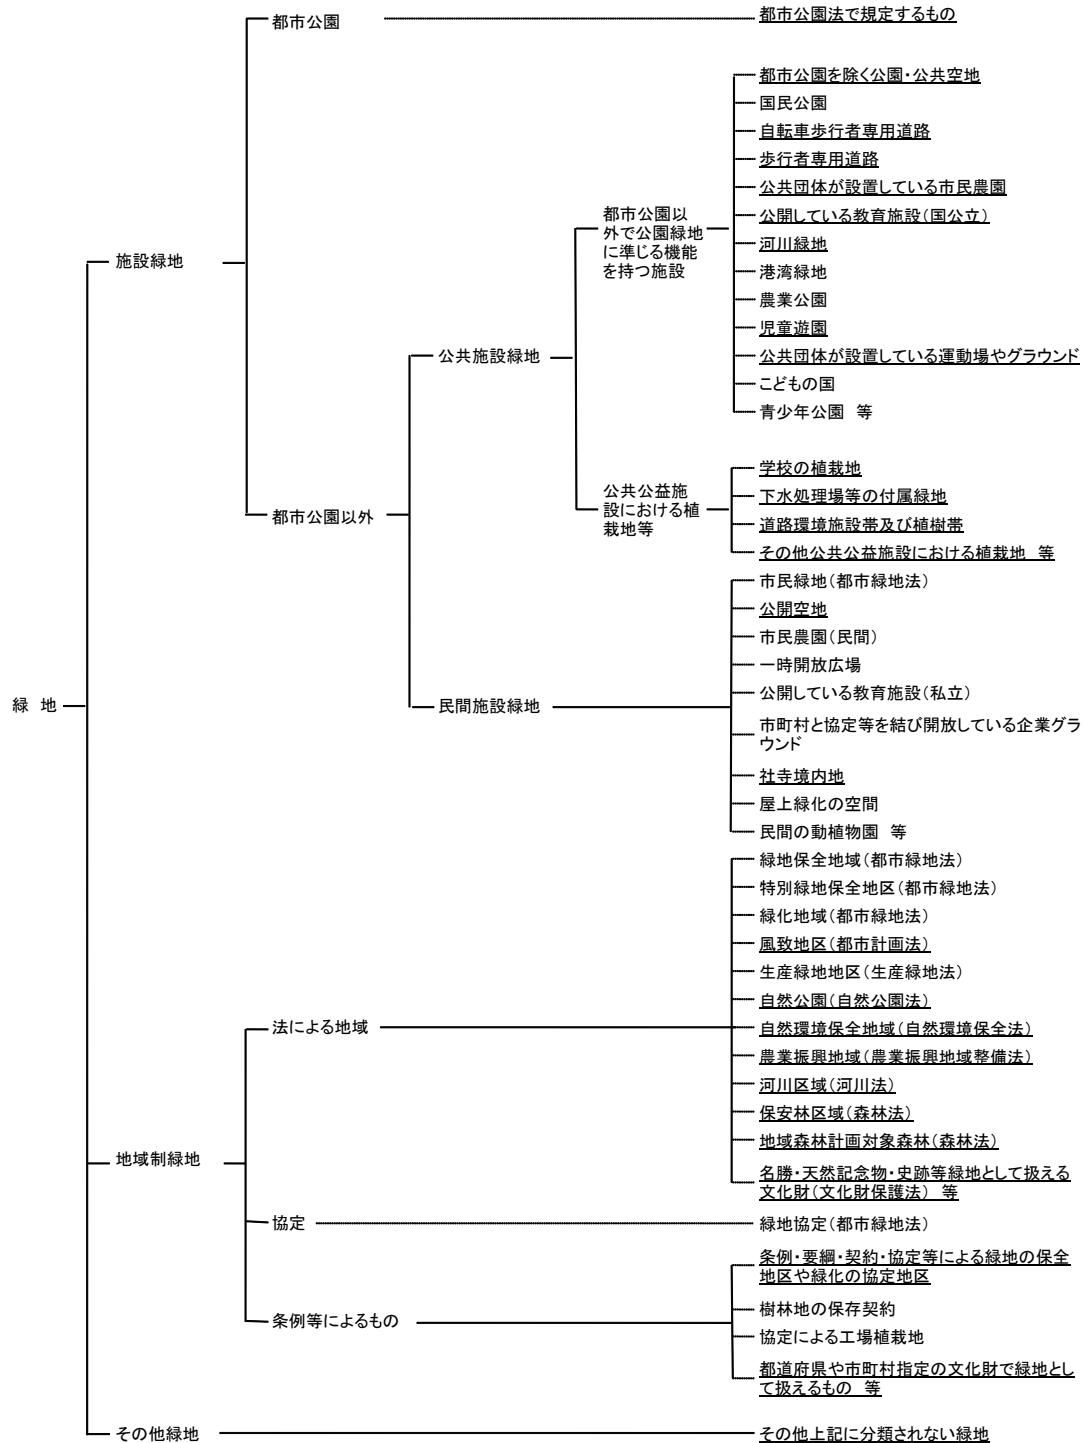 都市公園
都市公園法で規定するもの
都市公園を除く公園・公共空地
国民公園
自転車歩行者専用道路
歩行者専用道路
公共団体が設置している市民農園
都市公園以
外で公園緑地
に準じる機能
を持つ施設
公開している教育施設(国公立)
河川緑地
施設緑地
港湾緑地
農業公園
児童遊園
公共施設緑地
公共団体が設置している運動場やグラウンド
こどもの国
青少年公園 等
学校の植栽地
公共公益施
設における植
栽地等
下水処理場等の付属緑地
都市公園以外
道路環境施設帯及び植樹帯
その他公共公益施設における植栽地 等
市民緑地(都市緑地法)
公開空地
市民農園(民間)
一時開放広場
公開している教育施設(私立)
緑 地
民間施設緑地
市町村と協定等を結び開放している企業グラ
ウンド
社寺境内地
屋上緑化の空間
民間の動植物園 等
緑地保全地域(都市緑地法)
特別緑地保全地区(都市緑地法)
緑化地域(都市緑地法)
風致地区(都市計画法)
生産緑地地区(生産緑地法)
自然公園(自然公園法)
法による地域
自然環境保全地域(自然環境保全法)
農業振興地域(農業振興地域整備法)
河川区域(河川法)
保安林区域(森林法)
地域森林計画対象森林(森林法)
地域制緑地
名勝・天然記念物・史跡等緑地として扱える
文化財(文化財保護法) 等
協定
緑地協定(都市緑地法)
条例・要綱・契約・協定等による緑地の保全
地区や緑化の協定地区
樹林地の保存契約
条例等によるもの
協定による工場植栽地
都道府県や市町村指定の文化財で緑地とし
て扱えるもの 等
その他緑地
その他上記に分類されない緑地